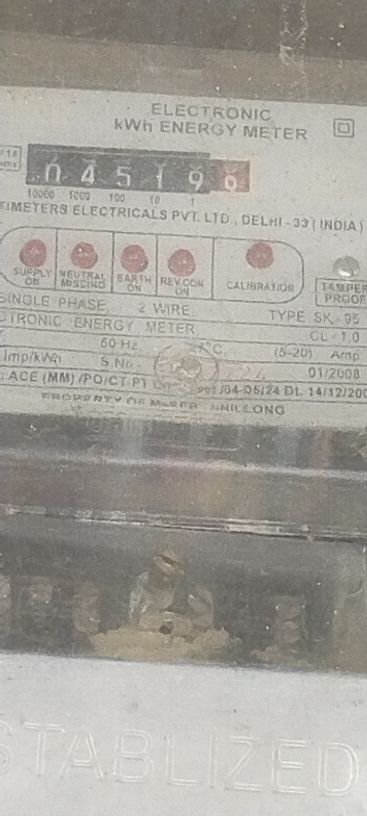 ELECTRONIC
kWh ENERGY METER
0 4 5 1 9 6
10000 1000 100 10 1
METERS ELECTRICALS PVT. LTD., DELHI - 33 ( INDIA )
SUPPLY ON
NEUTRAL MISSING
EARTH ON
REV.CON ON
CALIBRATION
TAMPER PROOF
SINGLE PHASE 2 WIRE TYPE SK - 95
TRONIC ENERGY METER CL - 1.0
50 HZ °C (5-20) Amp
Imp/kWh S.No. 01/2008
ACE (MM) /PO/CT /04-05/24 Dt. 14/12/200
PROPERTY OF SHILLONG
STABLIZED